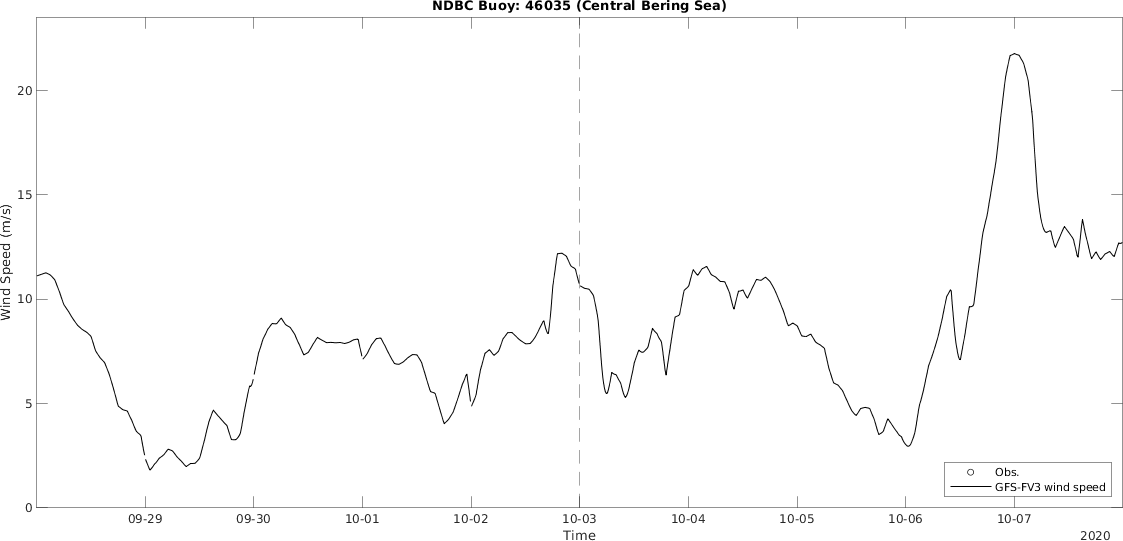 NDBC Buoy: 46035 (Central Bering Sea)
20
15
10
5
0
Wind Speed (m/s)
Obs.
GFS-FV3 wind speed
09-29 09-30 10-01 10-02 10-03 10-04 10-05 10-06 10-07
Time
2020